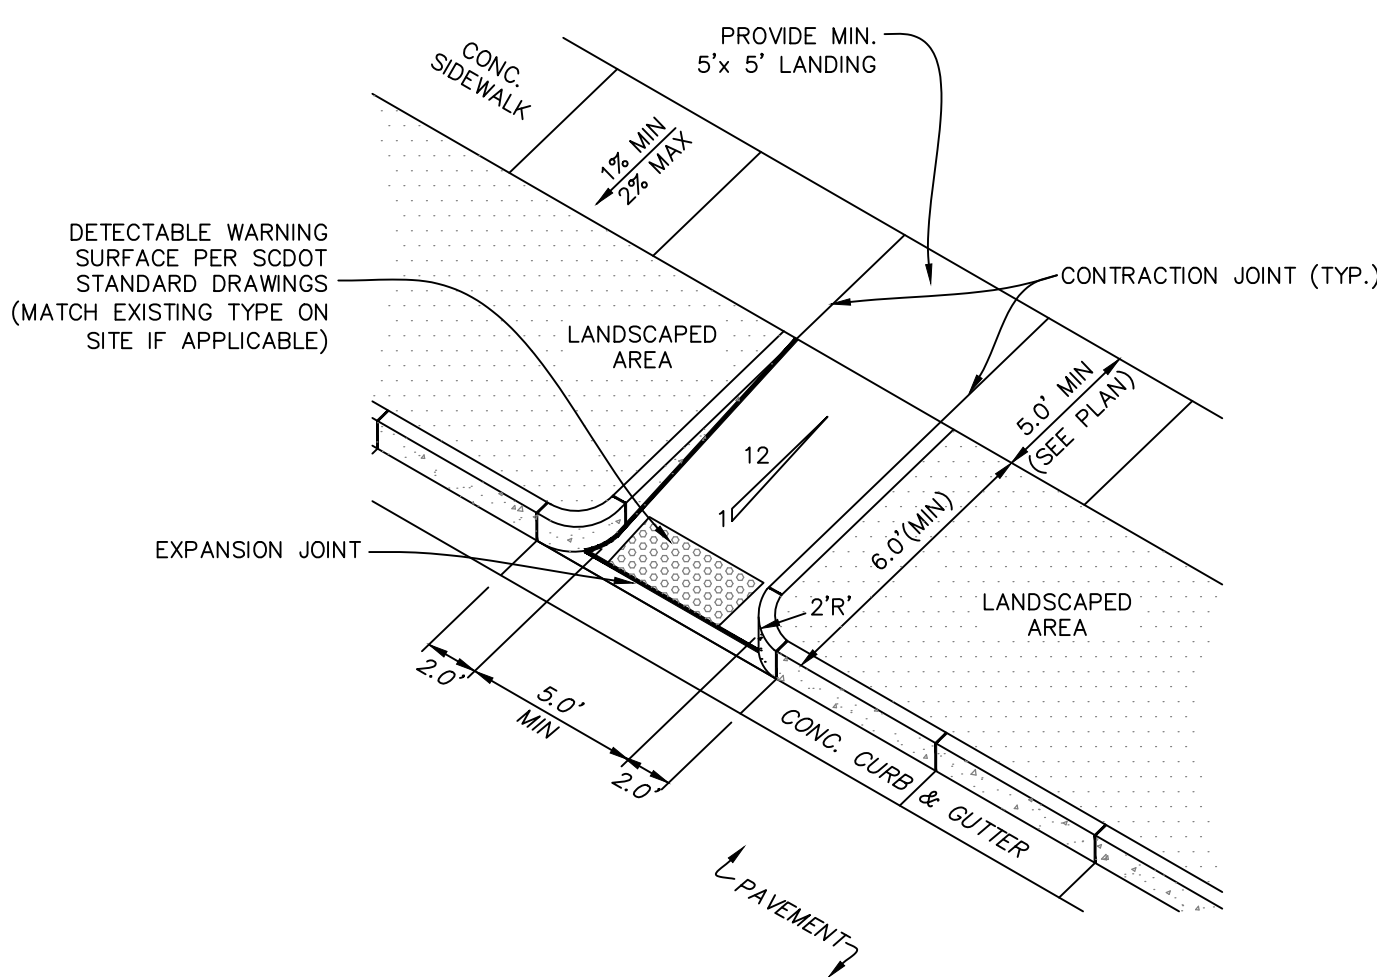 PROVIDE MIN.
5'x 5' LANDING
CONC.
SIDEWALK
1% MIN
2% MAX
DETECTABLE WARNING
SURFACE PER SCDOT
STANDARD DRAWINGS
(MATCH EXISTING TYPE ON
SITE IF APPLICABLE)
CONTRACTION JOINT (TYP.)
LANDSCAPED
AREA
5.0' MIN
(SEE PLAN)
12
1
6.0'(MIN)
EXPANSION JOINT
2'R'
LANDSCAPED
AREA
2.0'
5.0'
MIN
2.0'
CONC. CURB & GUTTER
PAVEMENT